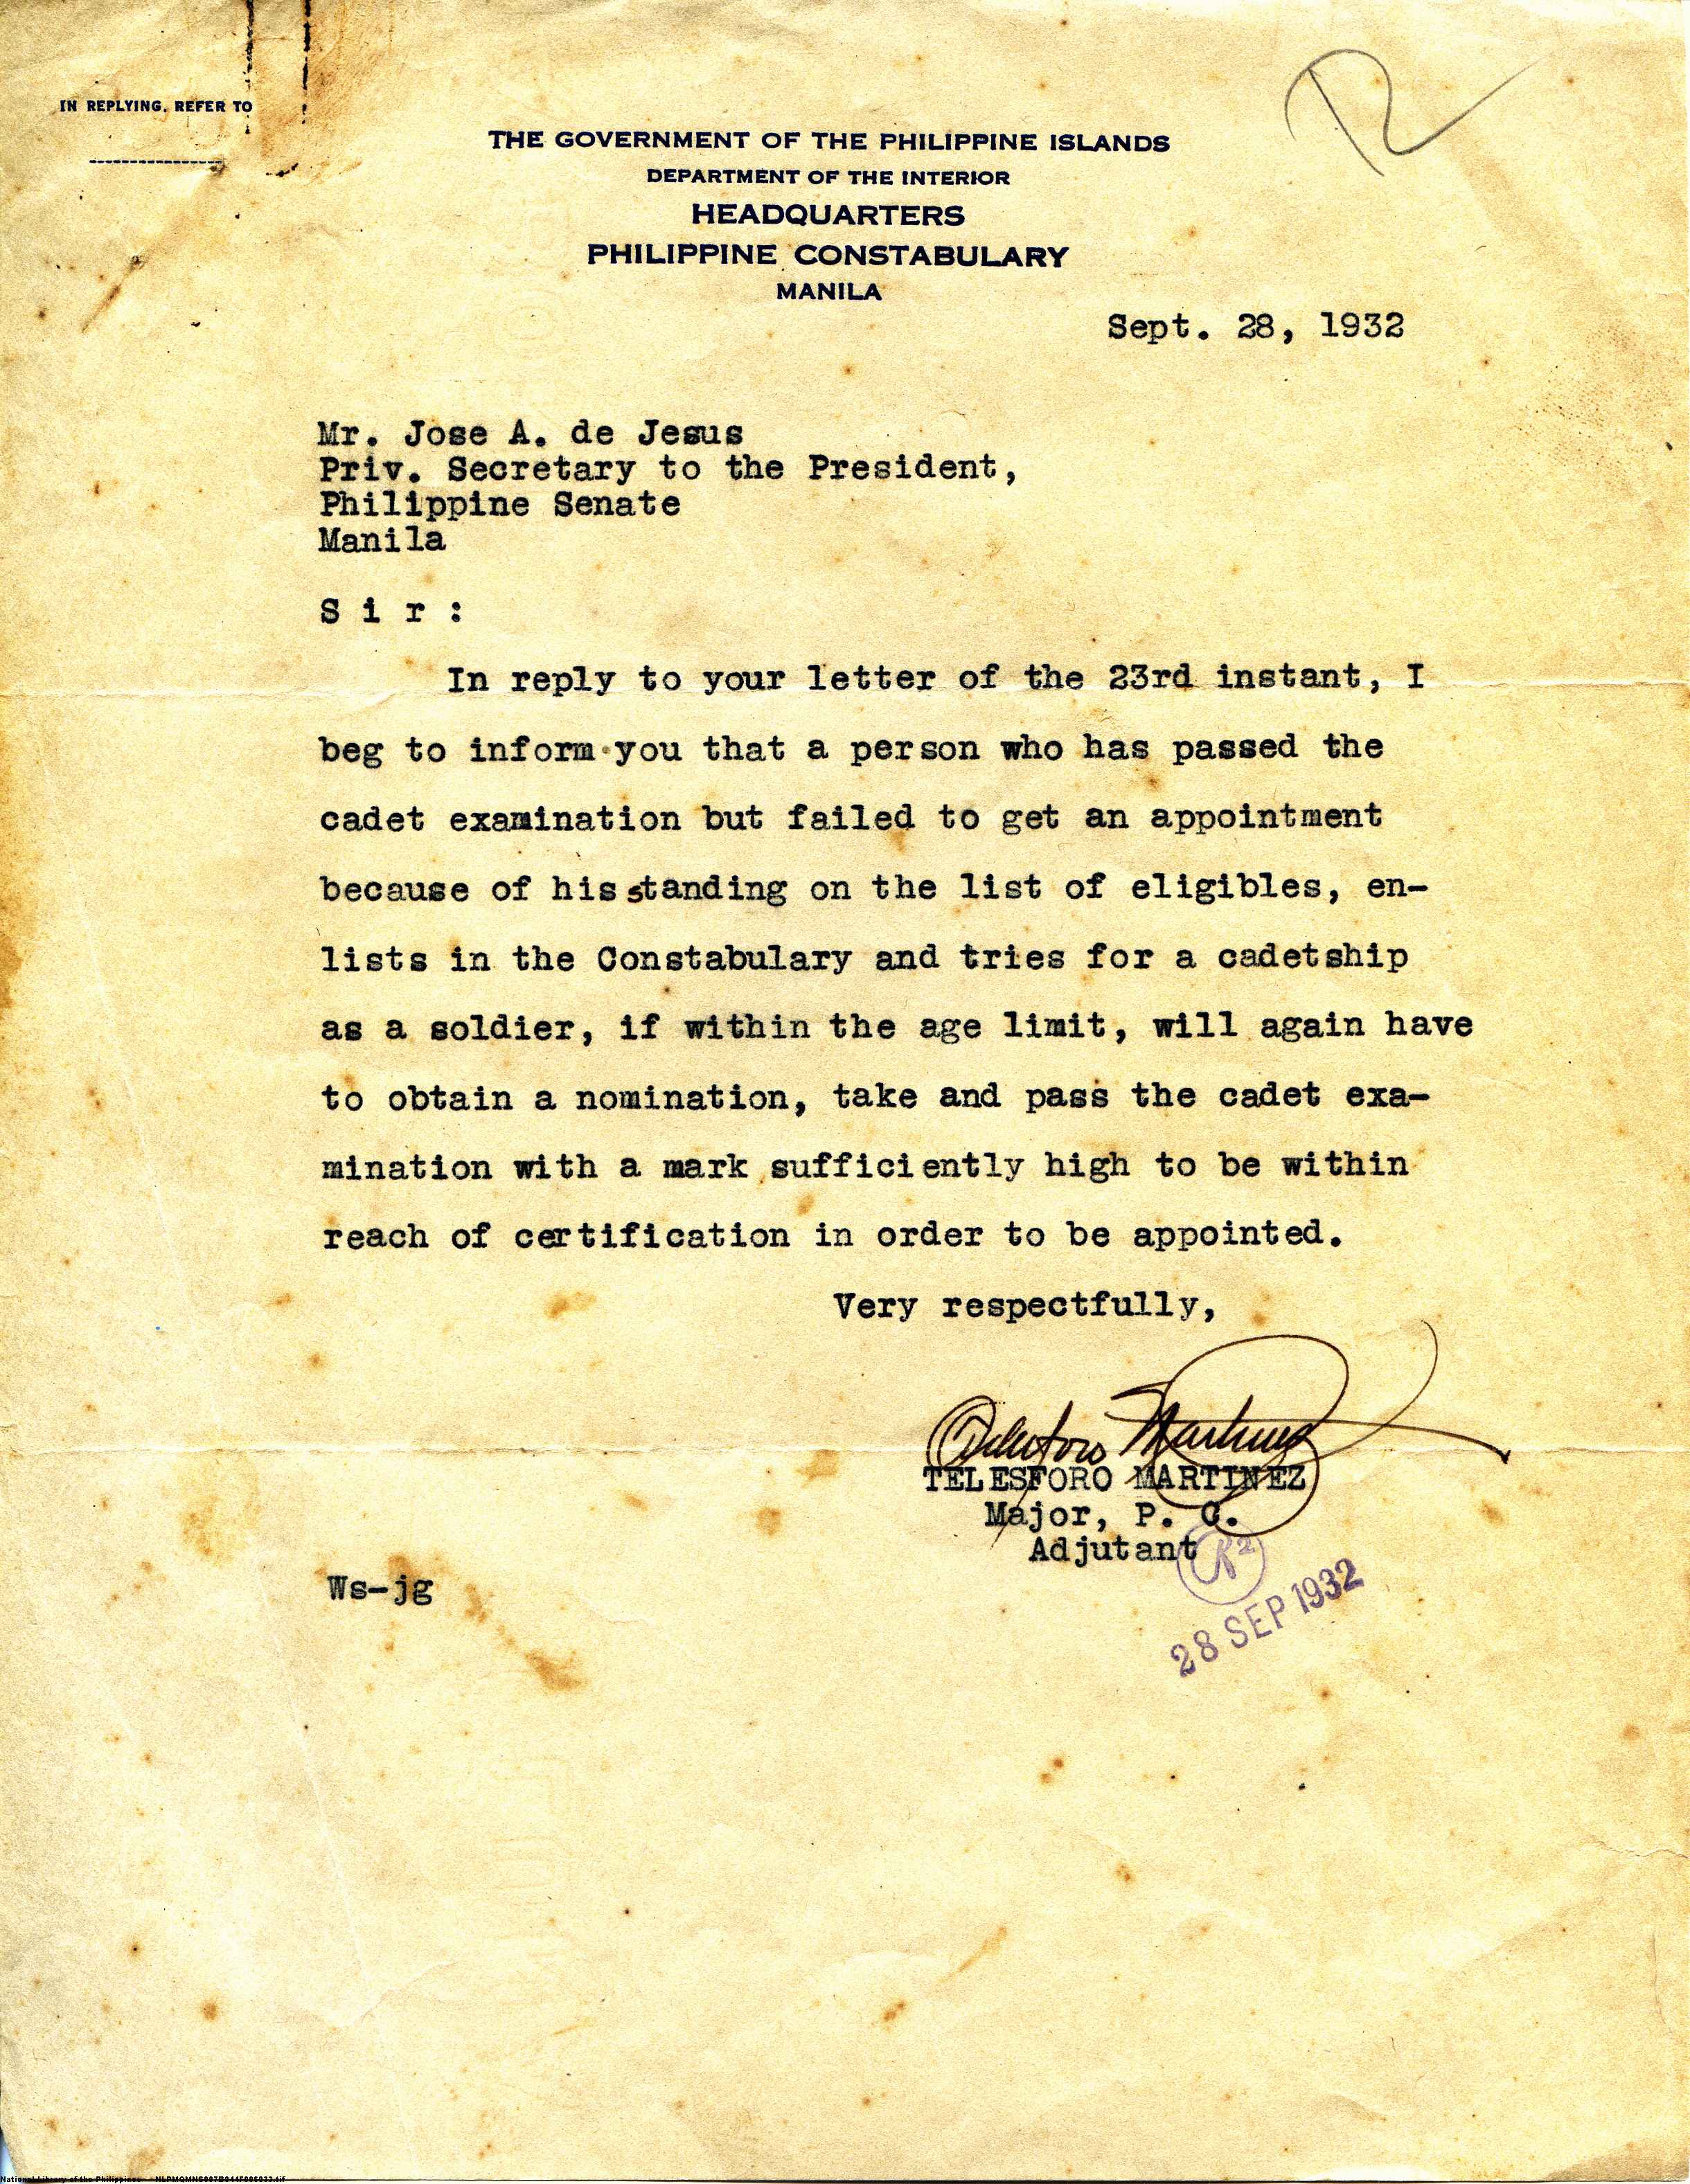 IN REPLYING, REFER TO
THE GOVERNMENT OF THE PHILIPPINE ISLANDS
DEPARTMENT OF THE INTERIOR
HEADQUARTERS
PHILIPPINE CONSTABULARY
MANILA
Sept. 28, 1932
Mr. Jose A. de Jesus
Priv. Secretary to the President,
Philippine Senate
Manila
S i r :
In reply to your letter of the 23rd instant, I
beg to inform you that a person who has passed the
cadet examination but failed to get an appointment
because of his standing on the list of eligibles, en-
lists in the Constabulary and tries for a cadetship
as a soldier, if within the age limit, will again have
to obtain a nomination, take and pass the cadet exa-
mination with a mark sufficiently high to be within
reach of certification in order to be appointed.
Very respectfully,
Telesforo Martinez
TELESFORO MARTINEZ
Major, P. C.
Adjutant
Ws-jg
28 SEP 1932
National Library of the Philippines